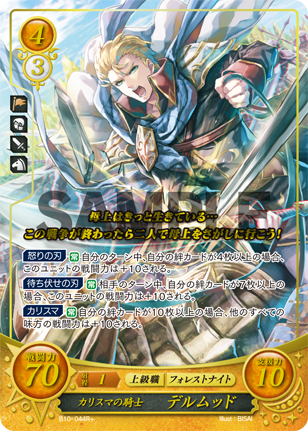 4
3
SAMPLE
母上はきっと生きている…
この戦争が終わったら三人で母上をさがしに行こう!
怒りの刃 常 自分のターン中、自分の絆カードが4枚以上の場合、
このユニットの戦闘力は+10される。
待ち伏せの刃 常 相手のターン中、自分の絆カードが7枚以上の場
合、このユニットの戦闘力は+10される。
カリスマ 常 自分の絆カードが10枚以上の場合、他のすべての
味方の戦闘力は+10される。
戦闘力 70
射程 1 上級職 フォレストナイト
支援力 10
カリスマの騎士 デルムッド
B10-044R+ Illust:BISAI